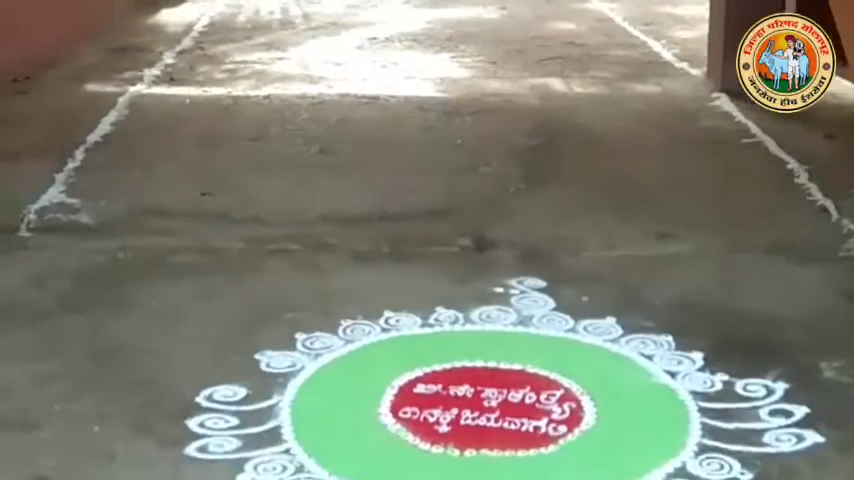 जिल्हा परिषद सोलापूर
जनसेवा हीच ईशसेवा
ನೇ ಸ್ವಾತಂತ್ರ್ಯ
ದಿನಕ್ಕೆ ಜಯವಾಗಲಿ